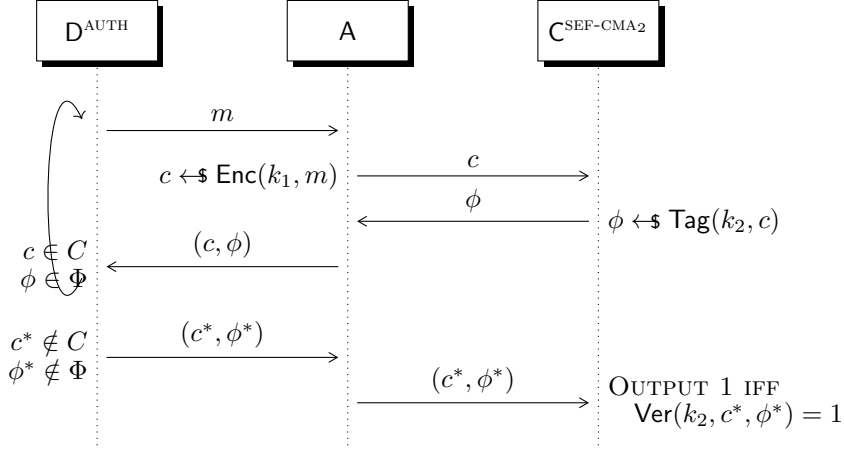 D^AUTH A C^SEF-CMA₂
m
c ←$ Enc(k₁, m) c
ϕ ϕ ←$ Tag(k₂, c)
c ∈ C (c, ϕ)
ϕ ∈ Φ
c* ∉ C (c*, ϕ*)
ϕ* ∉ Φ
(c*, ϕ*) OUTPUT 1 IFF
Ver(k₂, c*, ϕ*) = 1